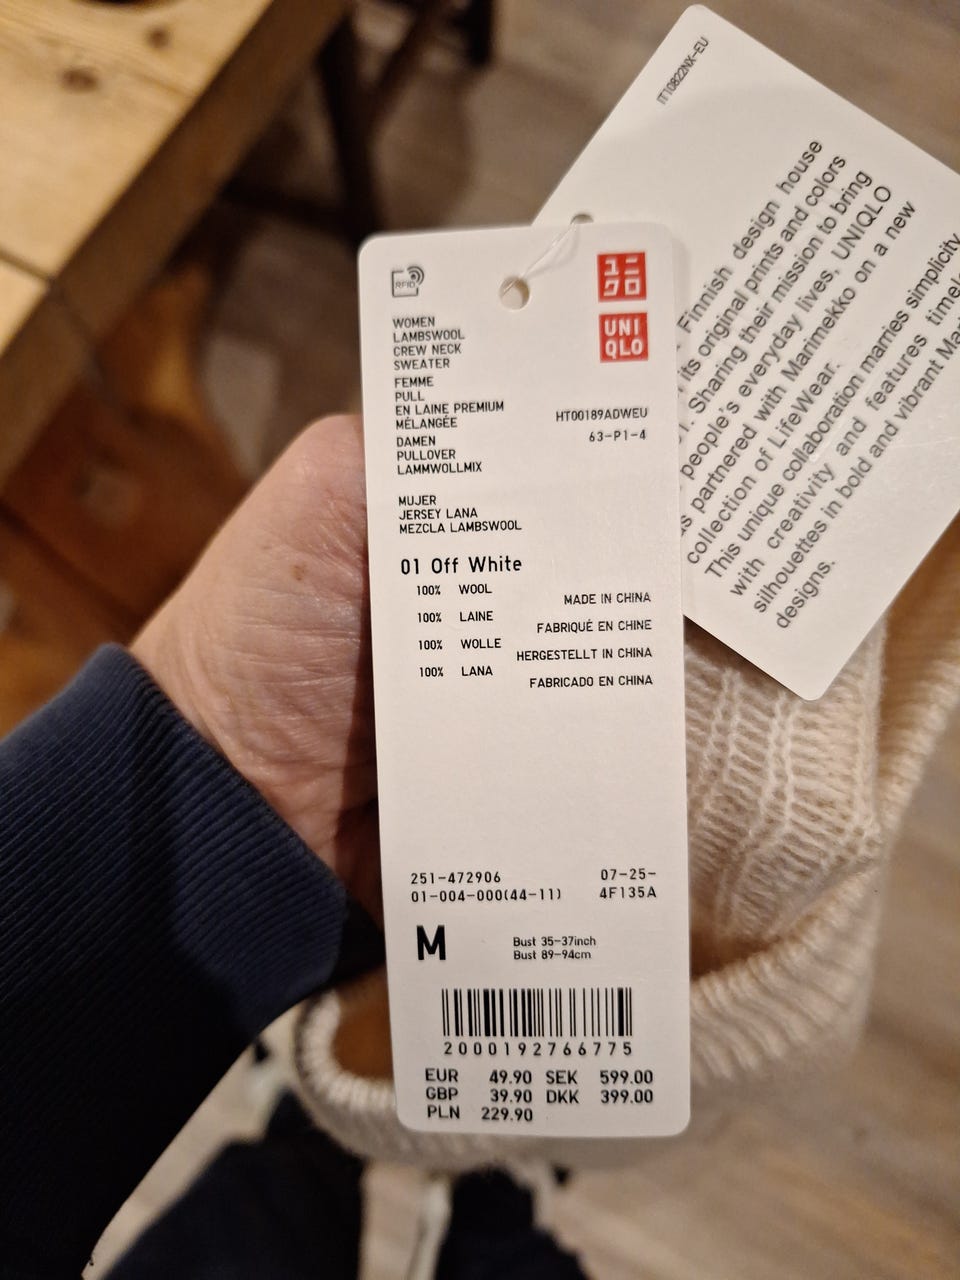 RFID
ユニ
クロ
UNI
QLO
WOMEN
LAMBSWOOL
CREW NECK
SWEATER
FEMME
PULL
EN LAINE PREMIUM
MÉLANGÉE
DAMEN
PULLOVER
LAMMWOLLMIX
HT00189ADWEU
63-P1-4
MUJER
JERSEY LANA
MEZCLA LAMBSWOOL
01 Off White
100% WOOL
MADE IN CHINA
100% LAINE
FABRIQUÉ EN CHINE
100% WOLLE
HERGESTELLT IN CHINA
100% LANA
FABRICADO EN CHINA
251-472906
07-25-
01-004-000(44-11)
4F135A
M
Bust 35-37inch
Bust 89-94cm
2000192766775
EUR 49.90 SEK 599.00
GBP 39.90 DKK 399.00
PLN 229.90
IT10822NX-EU
Finnish design house
its original prints and colors
Sharing their mission to bring
people's everyday lives, UNIQLO
partnered with Marimekko on a new
collection of LifeWear.
This unique collaboration marries simplicity
with creativity and features
silhouettes in bold and vibrant
designs.